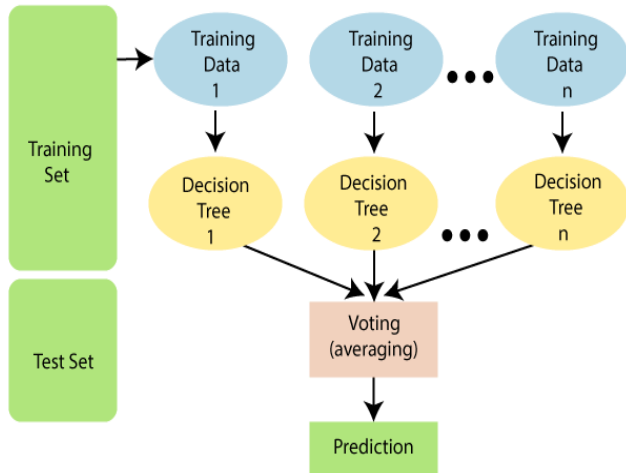 Training
Set
Test Set
Training
Data
1
Training
Data
2
Training
Data
n
Decision
Tree
1
Decision
Tree
2
Decision
Tree
n
Voting
(averaging)
Prediction